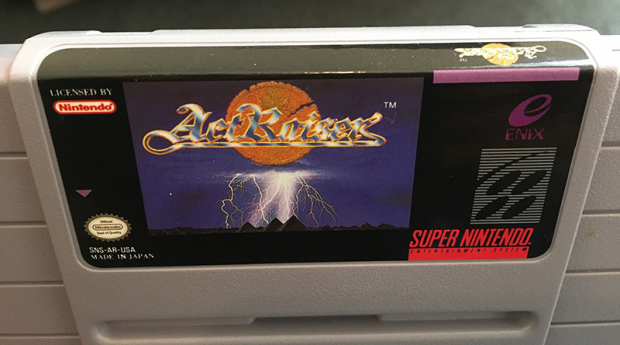 ActRaiser
LICENSED BY
Nintendo
ActRaiser
TM
e
ENIX
Official
Nintendo
Seal of Quality
SNS-AR-USA
MADE IN JAPAN
SUPER NINTENDO
ENTERTAINMENT SYSTEM